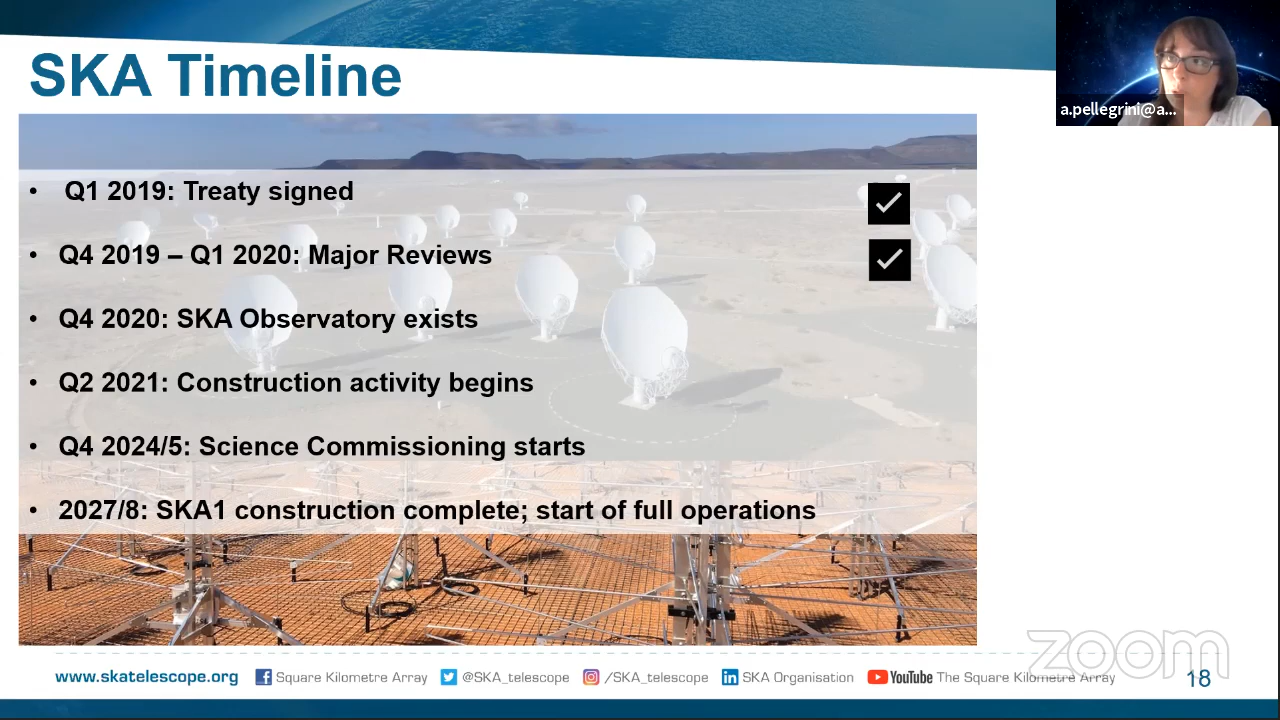 SKA Timeline
a.pellegrini@a...
• Q1 2019: Treaty signed
• Q4 2019 – Q1 2020: Major Reviews
• Q4 2020: SKA Observatory exists
• Q2 2021: Construction activity begins
• Q4 2024/5: Science Commissioning starts
• 2027/8: SKA1 construction complete; start of full operations
zoom
www.skatelescope.org Square Kilometre Array @SKA_telescope /SKA_telescope SKA Organisation YouTube The Square Kilometre Array 18